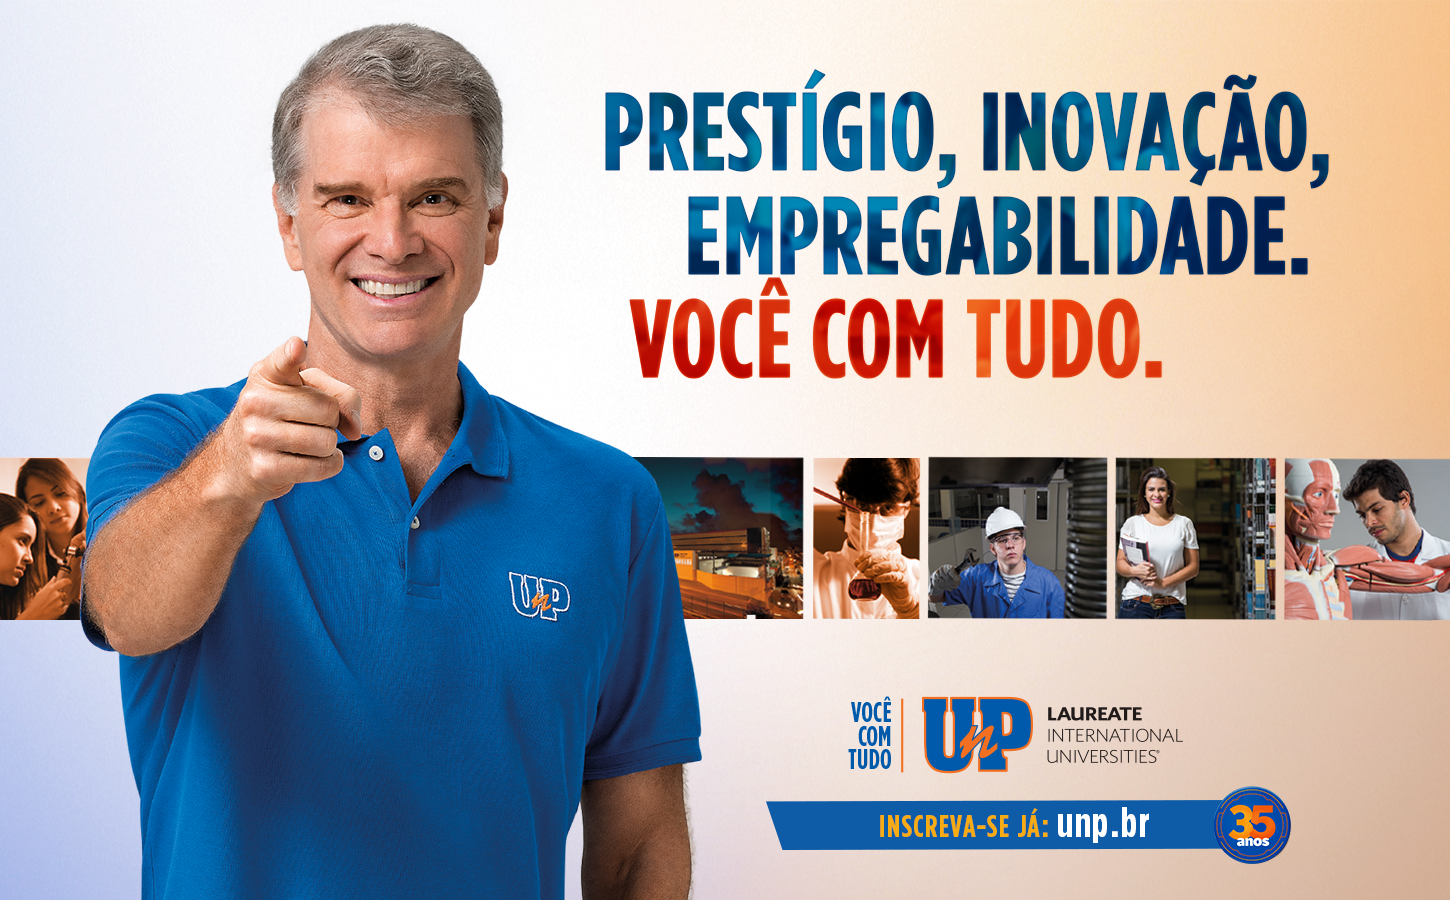 PRESTÍGIO, INOVAÇÃO,
EMPREGABILIDADE.
VOCÊ COM TUDO.
UnP
VOCÊ
COM
TUDO
UnP
LAUREATE
INTERNATIONAL
UNIVERSITIES®
INSCREVA-SE JÁ: unp.br
35
anos